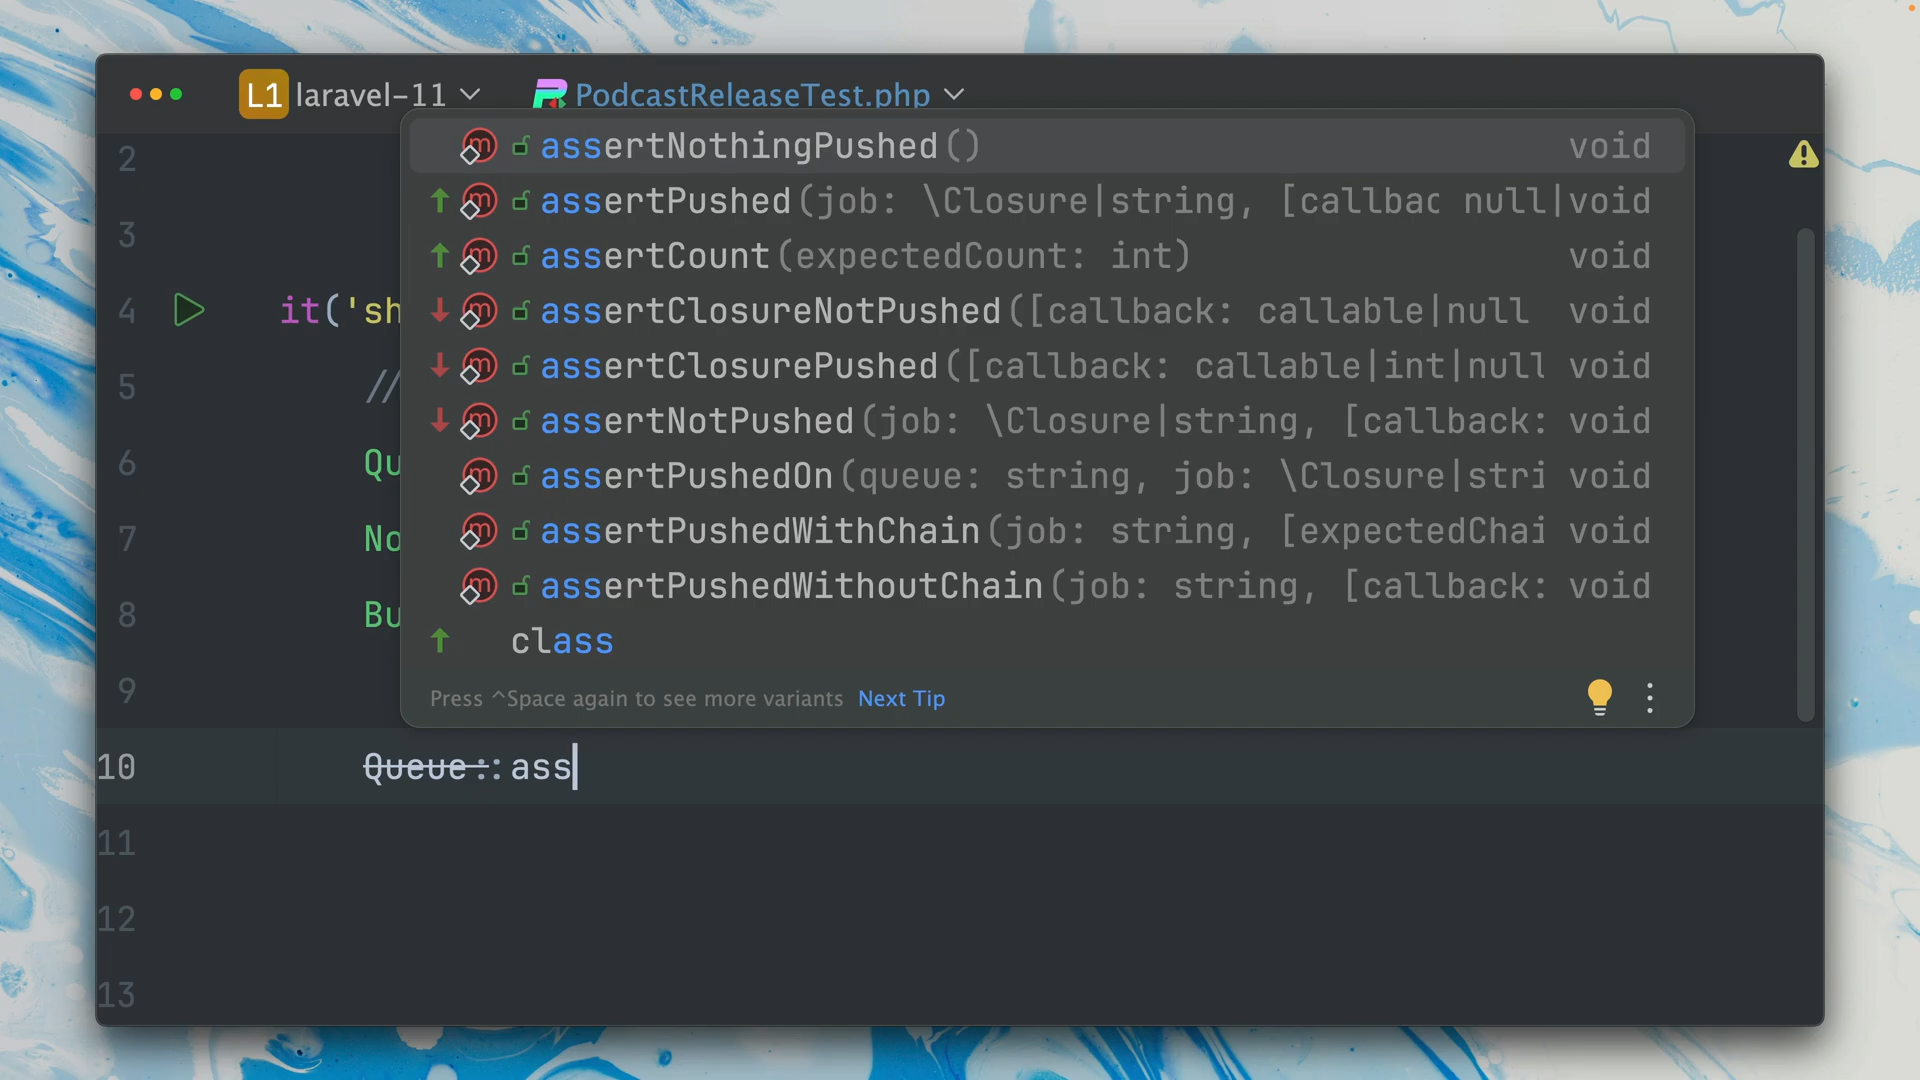 L1 laravel-11 PodcastReleaseTest.php
assertNothingPushed() void
assertPushed(job: \Closure|string, [callbac null|void
assertCount(expectedCount: int) void
assertClosureNotPushed([callback: callable|null void
assertClosurePushed([callback: callable|int|null void
assertNotPushed(job: \Closure|string, [callback: void
assertPushedOn(queue: string, job: \Closure|stri void
assertPushedWithChain(job: string, [expectedChai void
assertPushedWithoutChain(job: string, [callback: void
class
Press ^Space again to see more variants Next Tip
2
3
4 it('sh
5 //
6 Qu
7 No
8 Bu
9
10 Queue::ass
11
12
13